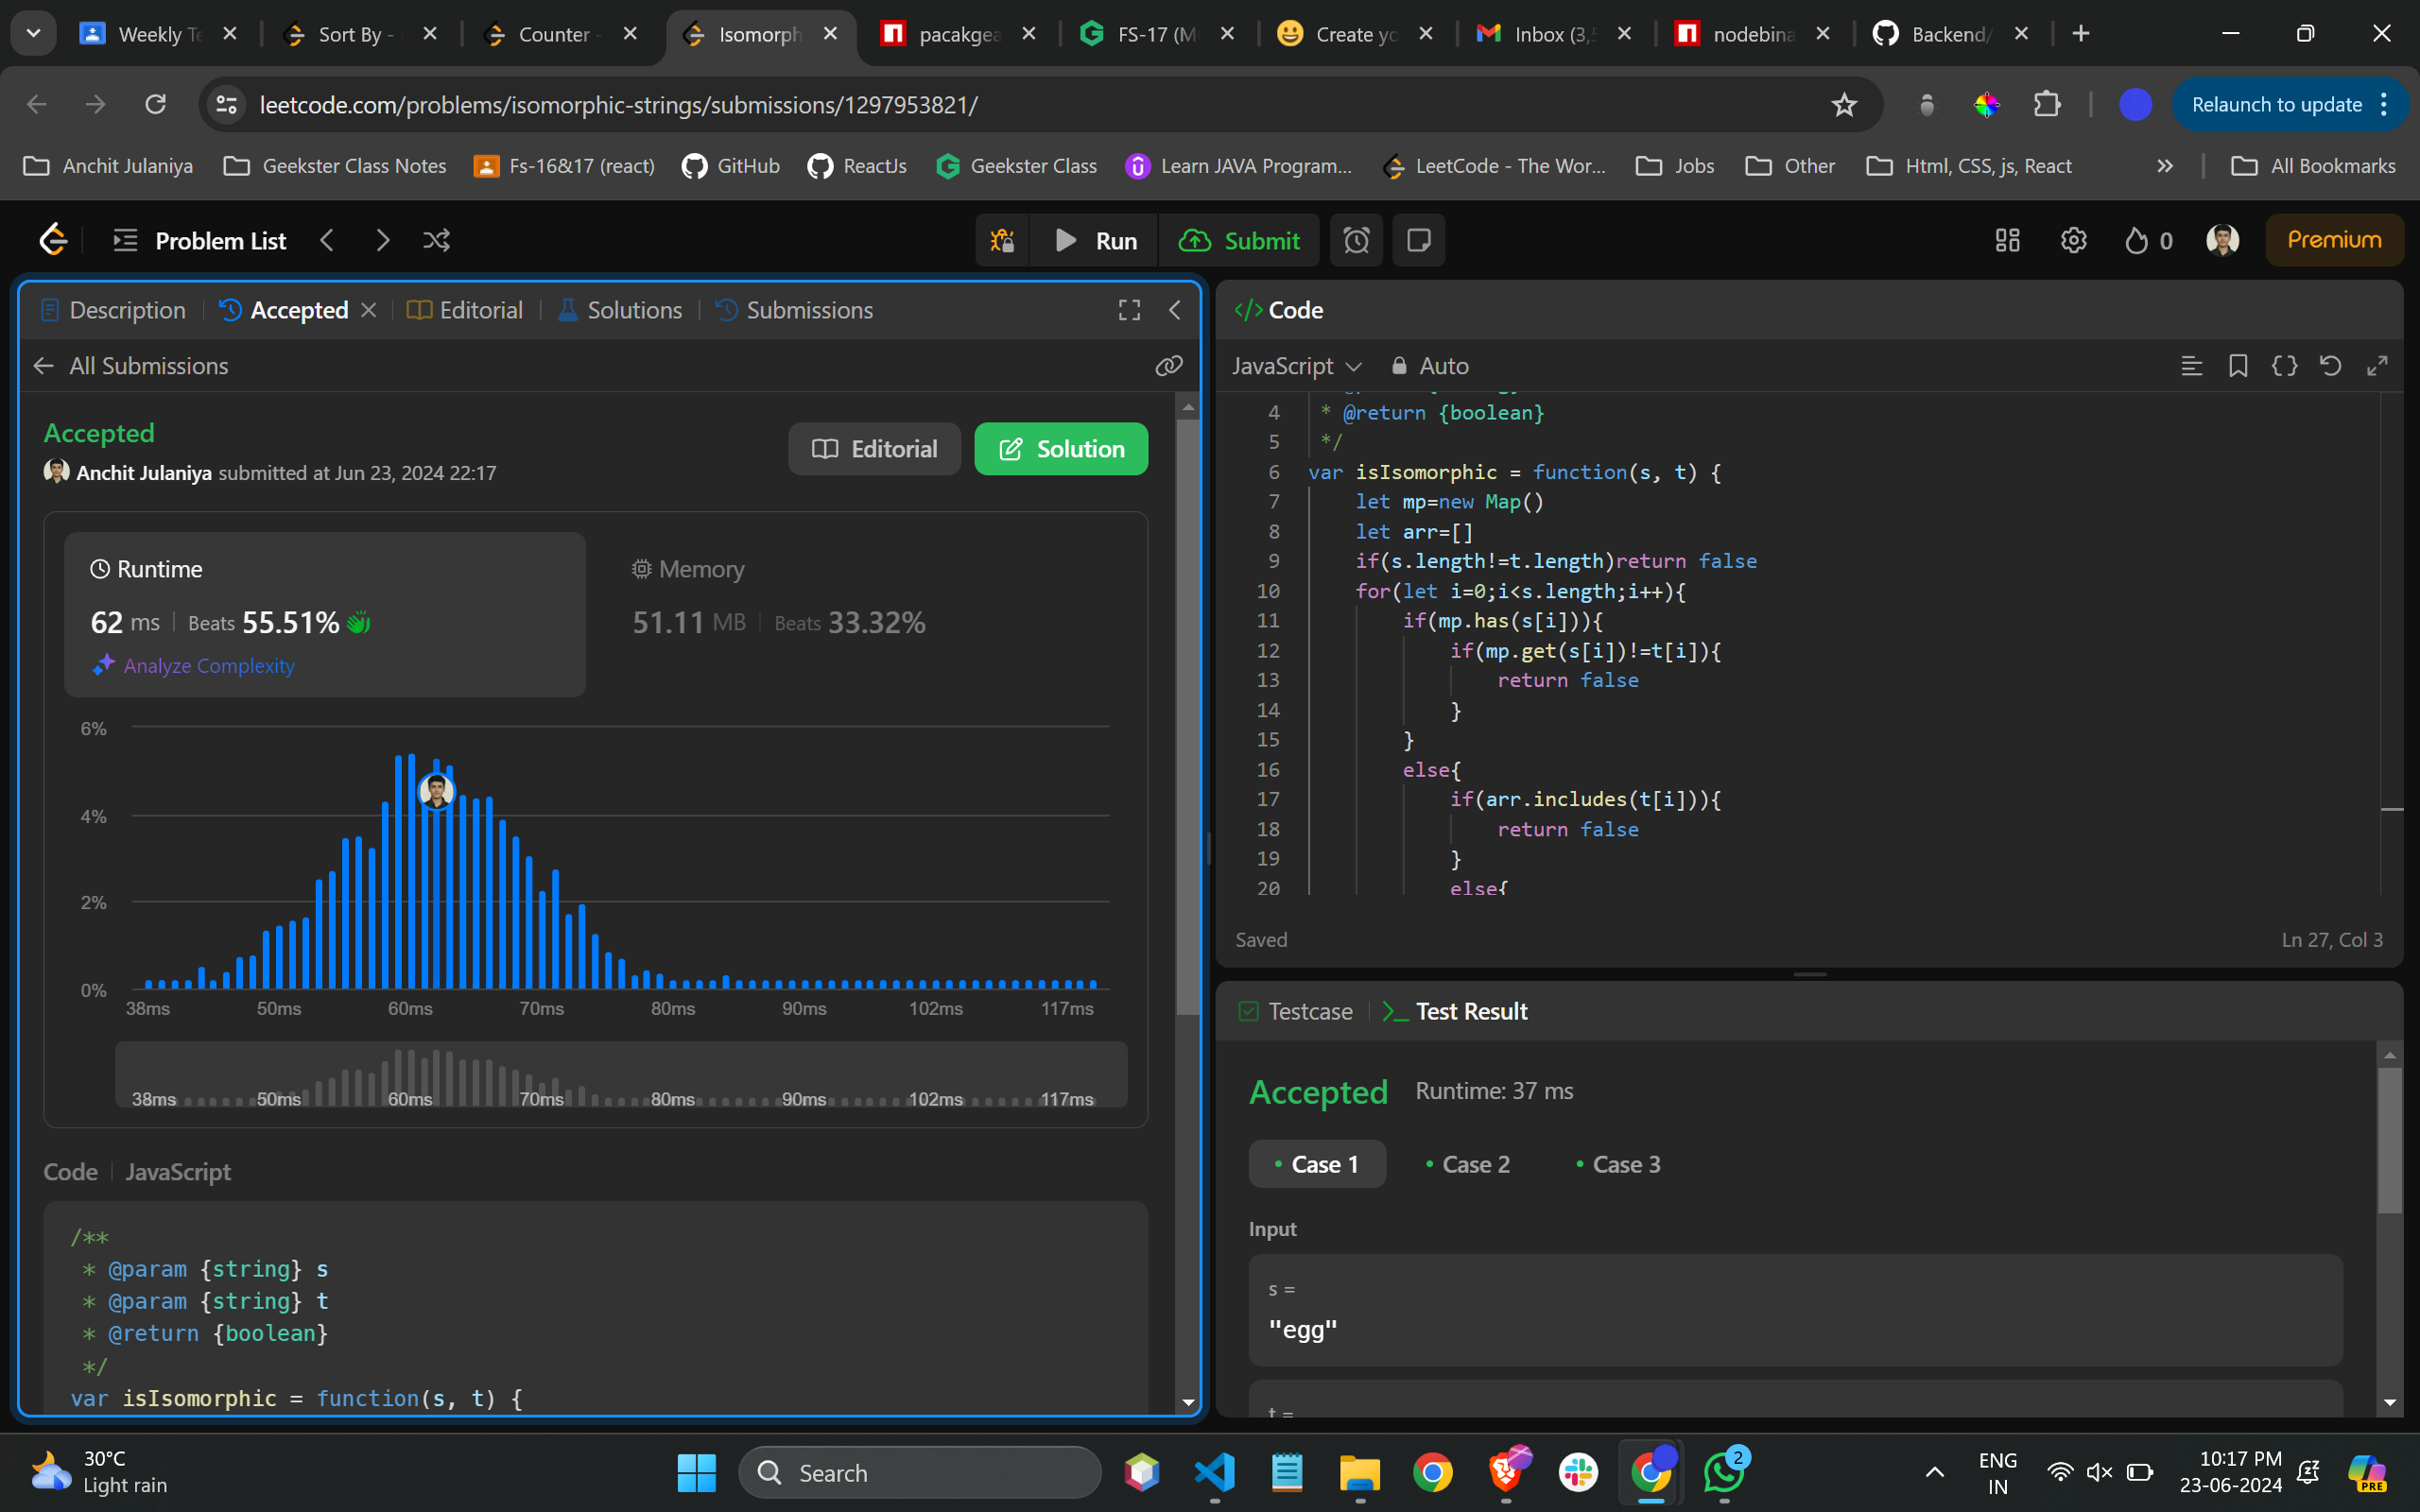 Weekly Te
Sort By -
Counter -
Isomorph
pacakgea
FS-17 (M
Create yo
Inbox (3,5
nodebina
Backend/
leetcode.com/problems/isomorphic-strings/submissions/1297953821/
Relaunch to update
Anchit Julaniya
Geekster Class Notes
Fs-16&17 (react)
GitHub
ReactJs
Geekster Class
Learn JAVA Program...
LeetCode - The Wor...
Jobs
Other
Html, CSS, js, React
All Bookmarks
Problem List
Run
Submit
0
Premium
Description
Accepted
Editorial
Solutions
Submissions
All Submissions
Accepted
Anchit Julaniya submitted at Jun 23, 2024 22:17
Editorial
Solution
Runtime
62 ms | Beats 55.51%
Analyze Complexity
Memory
51.11 MB | Beats 33.32%
6%
4%
2%
0%
38ms 50ms 60ms 70ms 80ms 90ms 102ms 117ms
38ms 50ms 60ms 70ms 80ms 90ms 102ms 117ms
Code | JavaScript
/**
* @param {string} s
* @param {string} t
* @return {boolean}
*/
var isIsomorphic = function(s, t) {
</> Code
JavaScript
Auto
4 * @return {boolean}
5 */
6 var isIsomorphic = function(s, t) {
7 let mp=new Map()
8 let arr=[]
9 if(s.length!=t.length)return false
10 for(let i=0;i<s.length;i++){
11 if(mp.has(s[i])){
12 if(mp.get(s[i])!=t[i]){
13 return false
14 }
15 }
16 else{
17 if(arr.includes(t[i])){
18 return false
19 }
20 else{
Saved
Ln 27, Col 3
Testcase
Test Result
Accepted Runtime: 37 ms
Case 1
Case 2
Case 3
Input
s =
"egg"
t =
30°C
Light rain
Search
2
ENG
IN
10:17 PM
23-06-2024
PRE